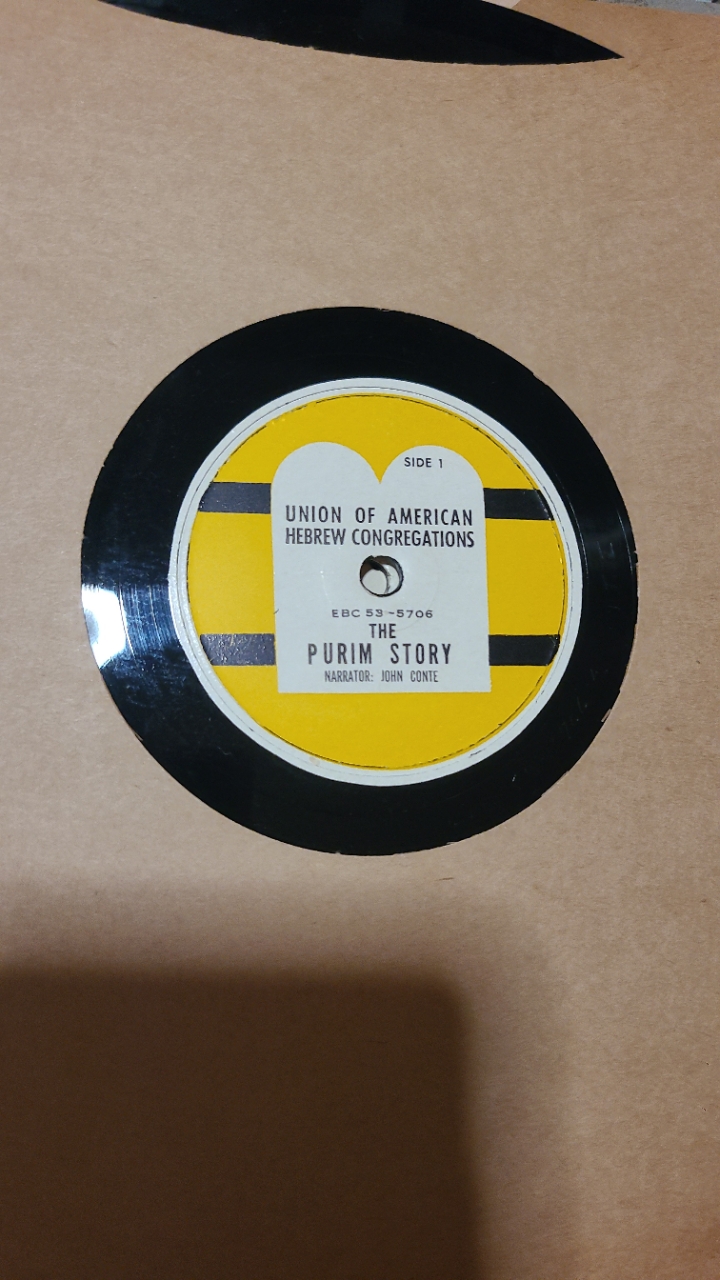 SIDE 1
UNION OF AMERICAN
HEBREW CONGREGATIONS
EBC 53-5706
THE
PURIM STORY
NARRATOR: JOHN CONTE